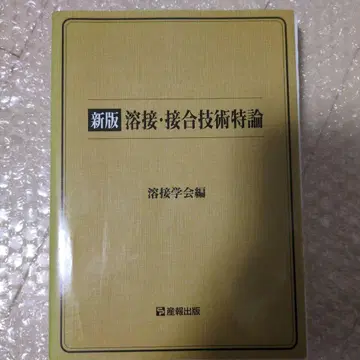 新版 溶接・接合技術特論
溶接学会編
産報出版